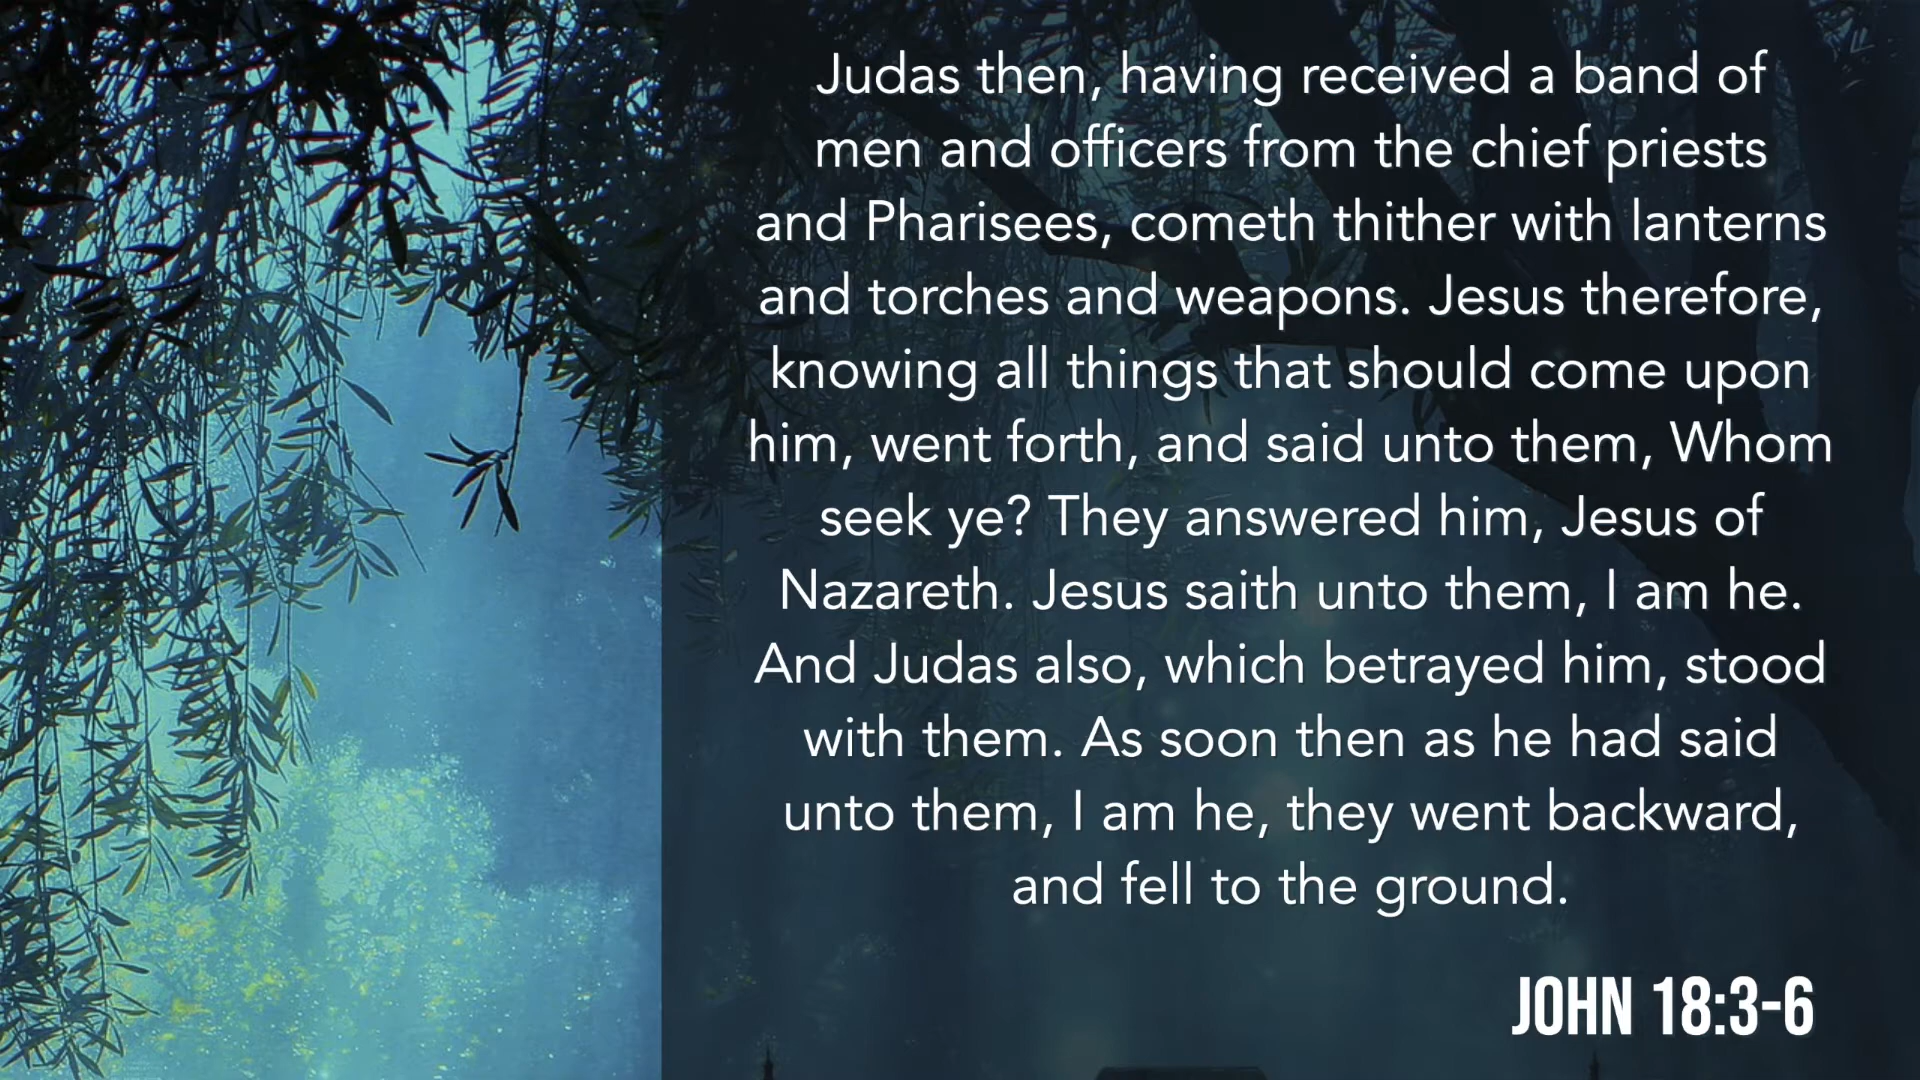 Judas then, having received a band of
men and officers from the chief priests
and Pharisees, cometh thither with lanterns
and torches and weapons. Jesus therefore,
knowing all things that should come upon
him, went forth, and said unto them, Whom
seek ye? They answered him, Jesus of
Nazareth. Jesus saith unto them, I am he.
And Judas also, which betrayed him, stood
with them. As soon then as he had said
unto them, I am he, they went backward,
and fell to the ground.
JOHN 18:3-6